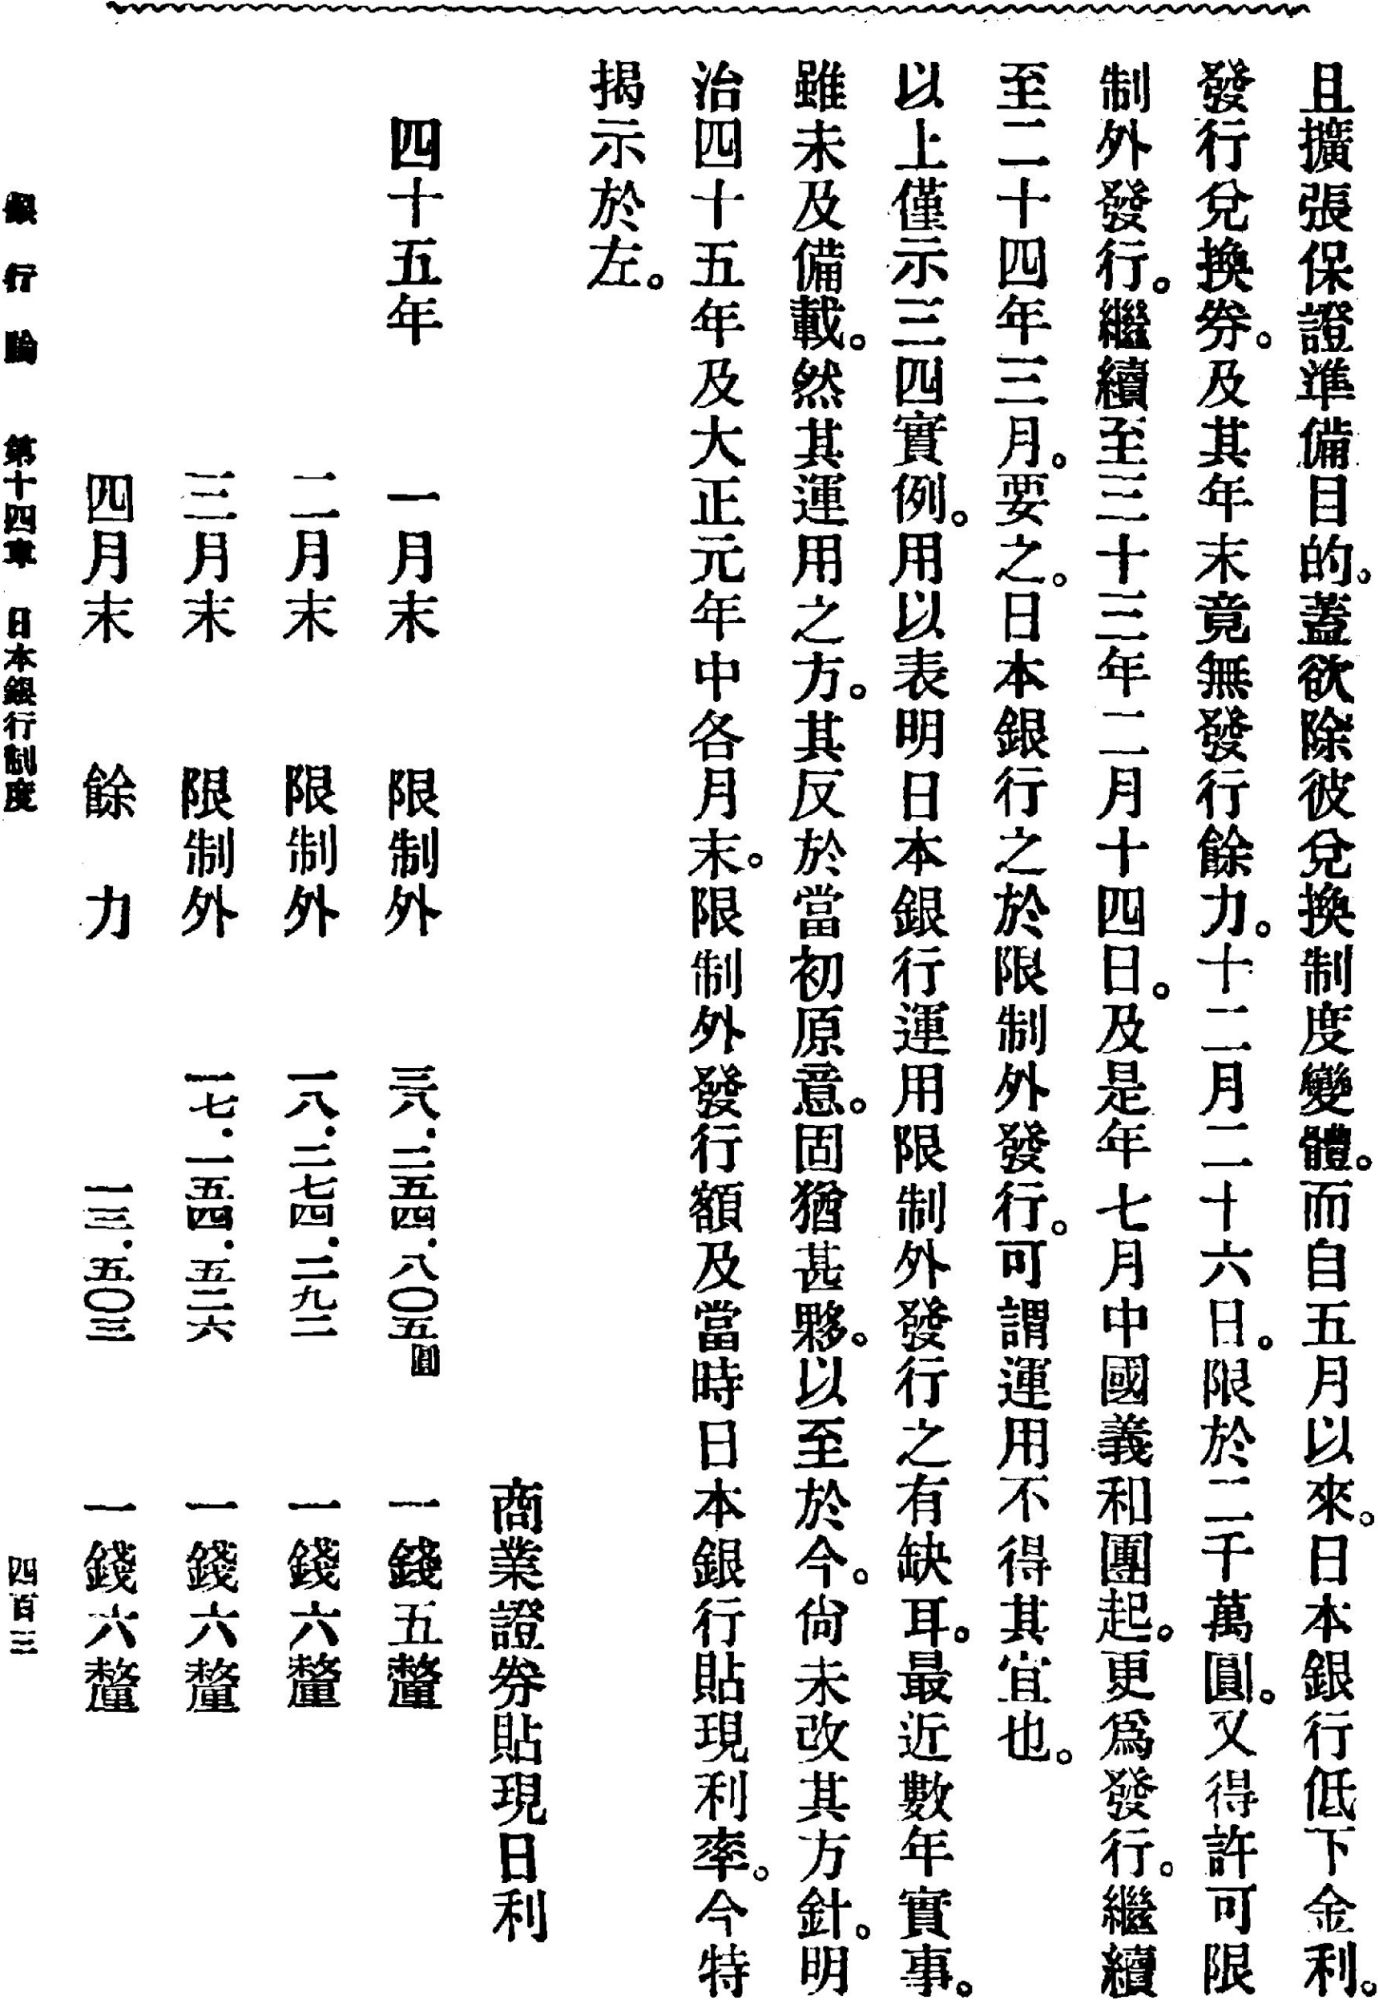 且擴張保證準備目的。蓋欲除彼兌換制度變體。而自五月以來。日本銀行低下金利。
發行兌換券。及其年末竟無發行餘力。十二月二十六日。限於二千萬圓。又得許可限
制外發行。繼續至三十三年二月十四日。及是年七月中國義和團起。更爲發行。繼續
至二十四年三月。要之。日本銀行之於限制外發行。可謂運用不得其宜也。
以上僅示三四實例。用以表明日本銀行運用限制外發行之有缺耳。最近數年實事。
雖未及備載。然其運用之方。其反於當初原意。固猶甚夥。以至於今。尙未改其方針。明
治四十五年及大正元年中各月末。限制外發行額及當時日本銀行貼現利率。今特
揭示於左。
商業證券貼現日利
四十五年 一月末 限制外 三八.二五四.八〇五圓 一錢五釐
二月末 限制外 一八.二七四.二九二 一錢六釐
三月末 限制外 一七.一五四.五二六 一錢六釐
四月末 餘力 一三.五〇三 一錢六釐
銀行論 第十四章 日本銀行制度 四百三